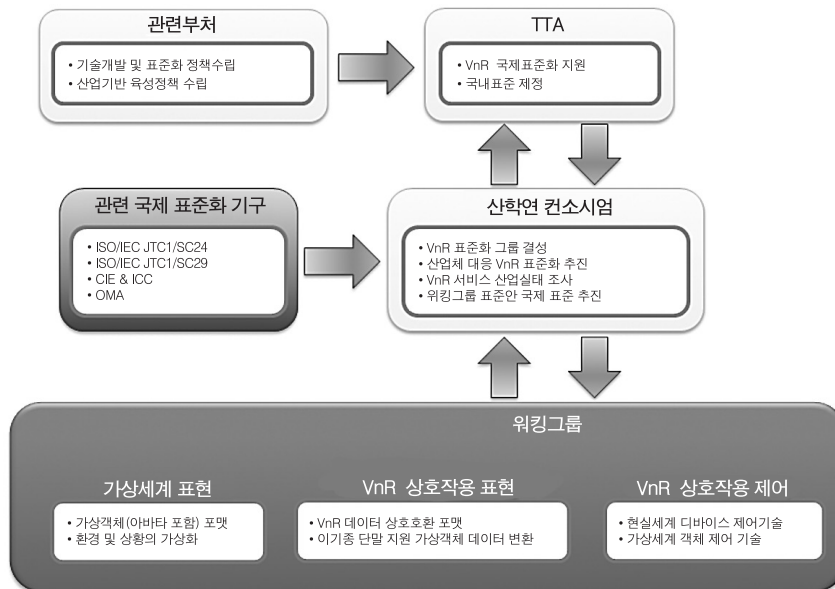 관련부처
• 기술개발 및 표준화 정책수립
• 산업기반 육성정책 수립
TTA
• VnR 국제표준화 지원
• 국내표준 제정
관련 국제 표준화 기구
• ISO/IEC JTC1/SC24
• ISO/IEC JTC1/SC29
• CIE & ICC
• OMA
산학연 컨소시엄
• VnR 표준화 그룹 결성
• 산업체 대응 VnR 표준화 추진
• VnR 서비스 산업실태 조사
• 위킹그룹 표준안 국제 표준 추진
워킹그룹
가상세계 표현
• 가상객체(아바타 포함) 포맷
• 환경 및 상황의 가상화
VnR 상호작용 표현
• VnR 데이터 상호호환 포맷
• 이기종 단말 지원 가상객체 데이터 변환
VnR 상호작용 제어
• 현실세계 디바이스 제어기술
• 가상세계 객체 제어 기술